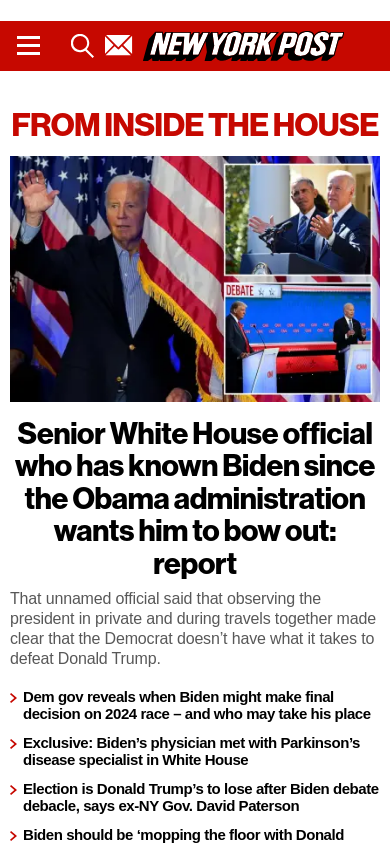 NEW YORK POST
FROM INSIDE THE HOUSE
DEBATE
Senior White House official
who has known Biden since
the Obama administration
wants him to bow out:
report
That unnamed official said that observing the
president in private and during travels together made
clear that the Democrat doesn’t have what it takes to
defeat Donald Trump.
Dem gov reveals when Biden might make final
decision on 2024 race – and who may take his place
Exclusive: Biden’s physician met with Parkinson’s
disease specialist in White House
Election is Donald Trump’s to lose after Biden debate
debacle, says ex-NY Gov. David Paterson
Biden should be ‘mopping the floor with Donald